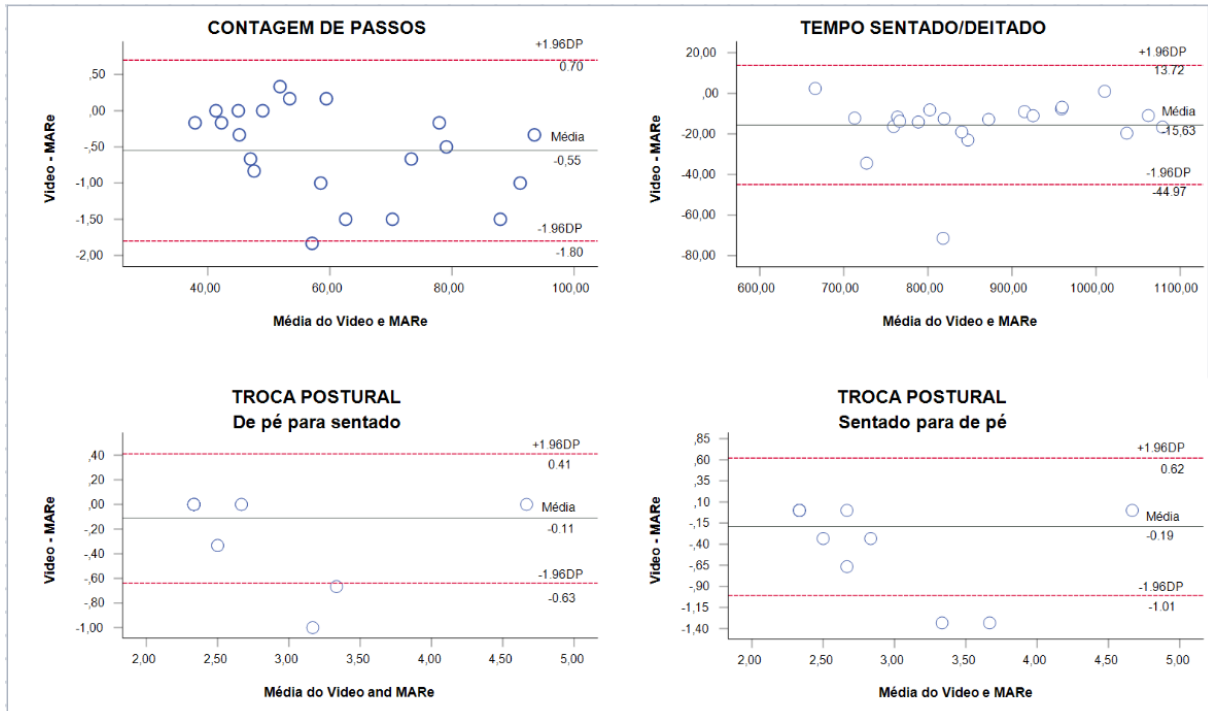 CONTAGEM DE PASSOS
Video - MARe
,50
,00
-,50
-1,00
-1,50
-2,00
+1.96DP
0.70
Média
-0,55
-1.96DP
-1.80
40,00 60,00 80,00 100,00
Média do Video e MARe
TEMPO SENTADO/DEITADO
Video - MARe
20,00
,00
-20,00
-40,00
-60,00
-80,00
+1.96DP
13.72
Média
-15,63
-1.96DP
-44.97
600,00 700,00 800,00 900,00 1000,00 1100,00
Média do Video e MARe
TROCA POSTURAL
De pé para sentado
Video - MARe
,40
,20
,00
-,20
-,40
-,60
-,80
-1,00
+1.96DP
0.41
Média
-0.11
-1.96DP
-0.63
2,00 2,50 3,00 3,50 4,00 4,50 5,00
Média do Video and MARe
TROCA POSTURAL
Sentado para de pé
Video - MARe
,85
,60
,35
,10
-,15
-,40
-,65
-,90
-1,15
-1,40
+1.96DP
0.62
Média
-0.19
-1.96DP
-1.01
2,00 2,50 3,00 3,50 4,00 4,50 5,00
Média do Video e MARe